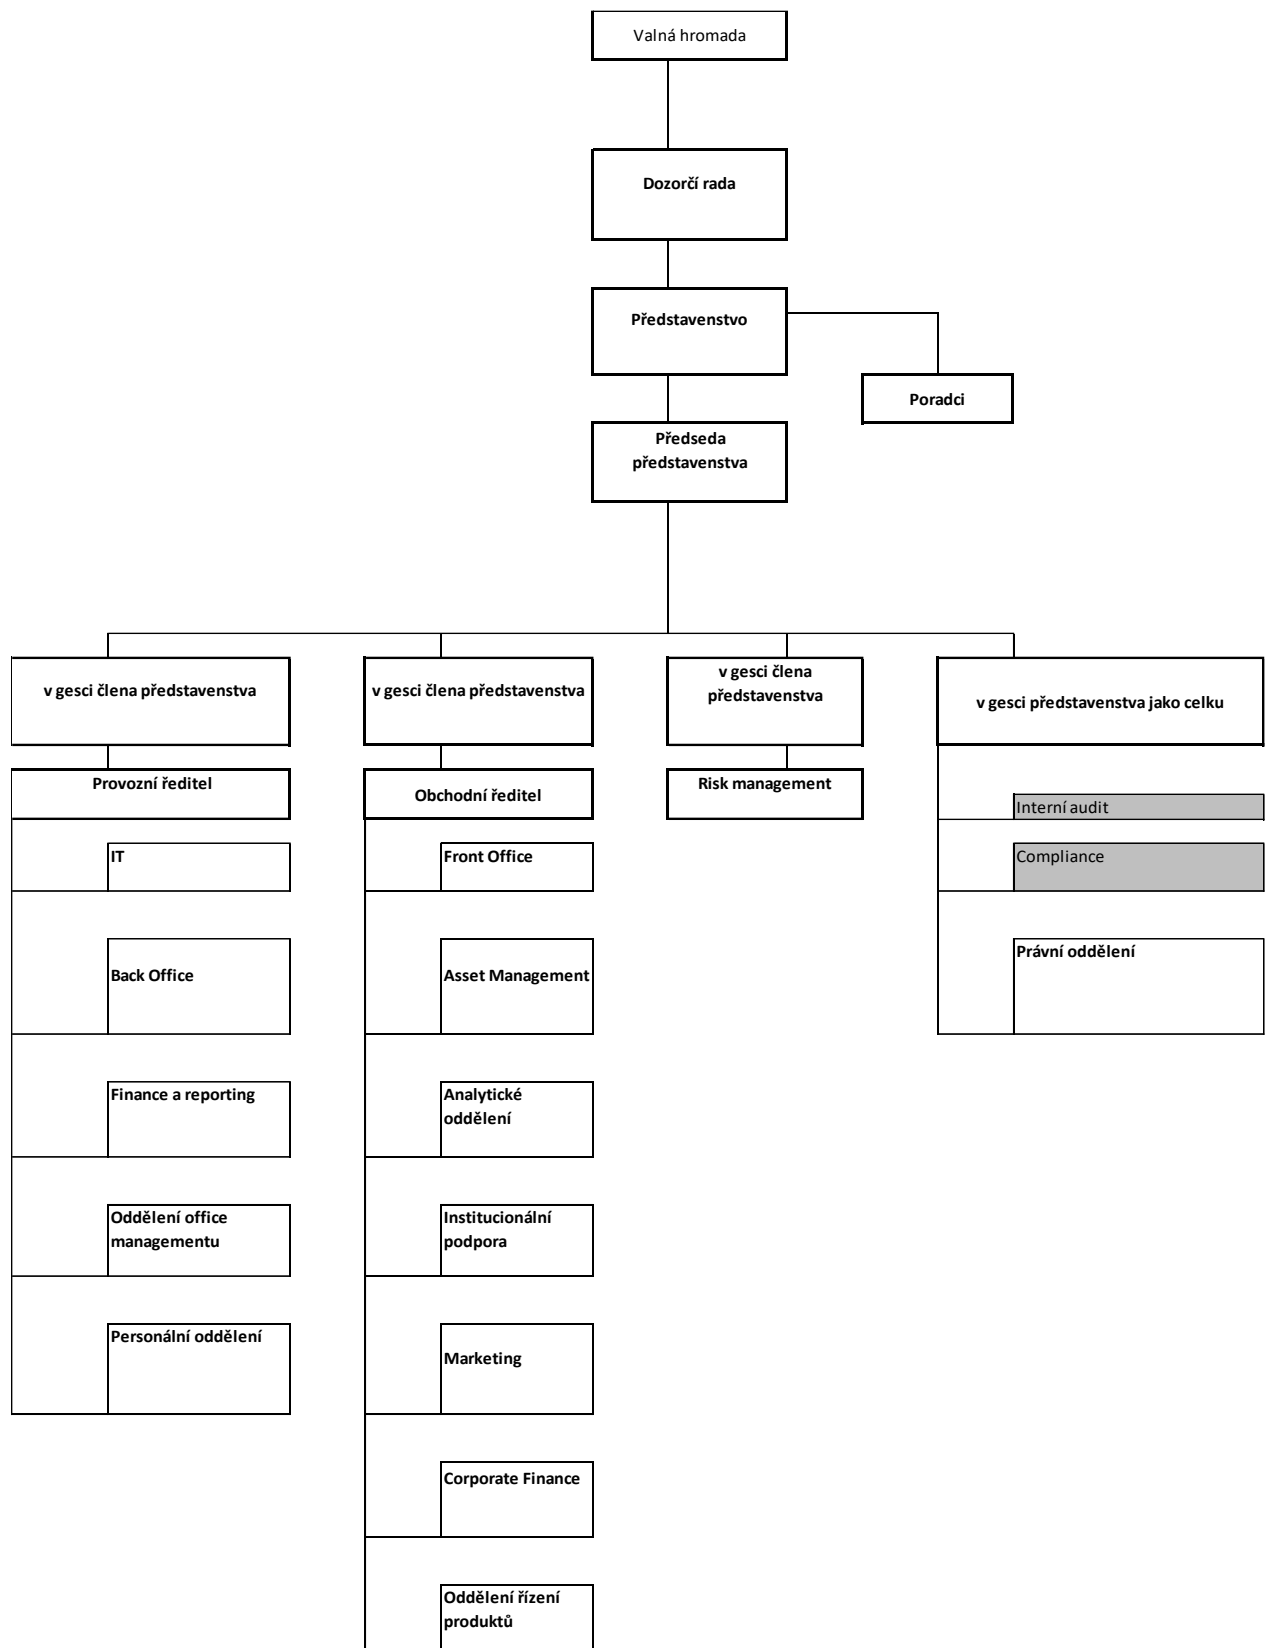 Valná hromada
Dozorčí rada
Představenstvo
Poradci
Předseda
představenstva
v gesci člena představenstva
v gesci člena představenstva
v gesci člena
představenstva
v gesci představenstva jako celku
Provozní ředitel
Obchodní ředitel
Risk management
Interní audit
IT
Front Office
Compliance
Back Office
Asset Management
Právní oddělení
Finance a reporting
Analytické
oddělení
Oddělení office
managementu
Institucionální
podpora
Personální oddělení
Marketing
Corporate Finance
Oddělení řízení
produktů